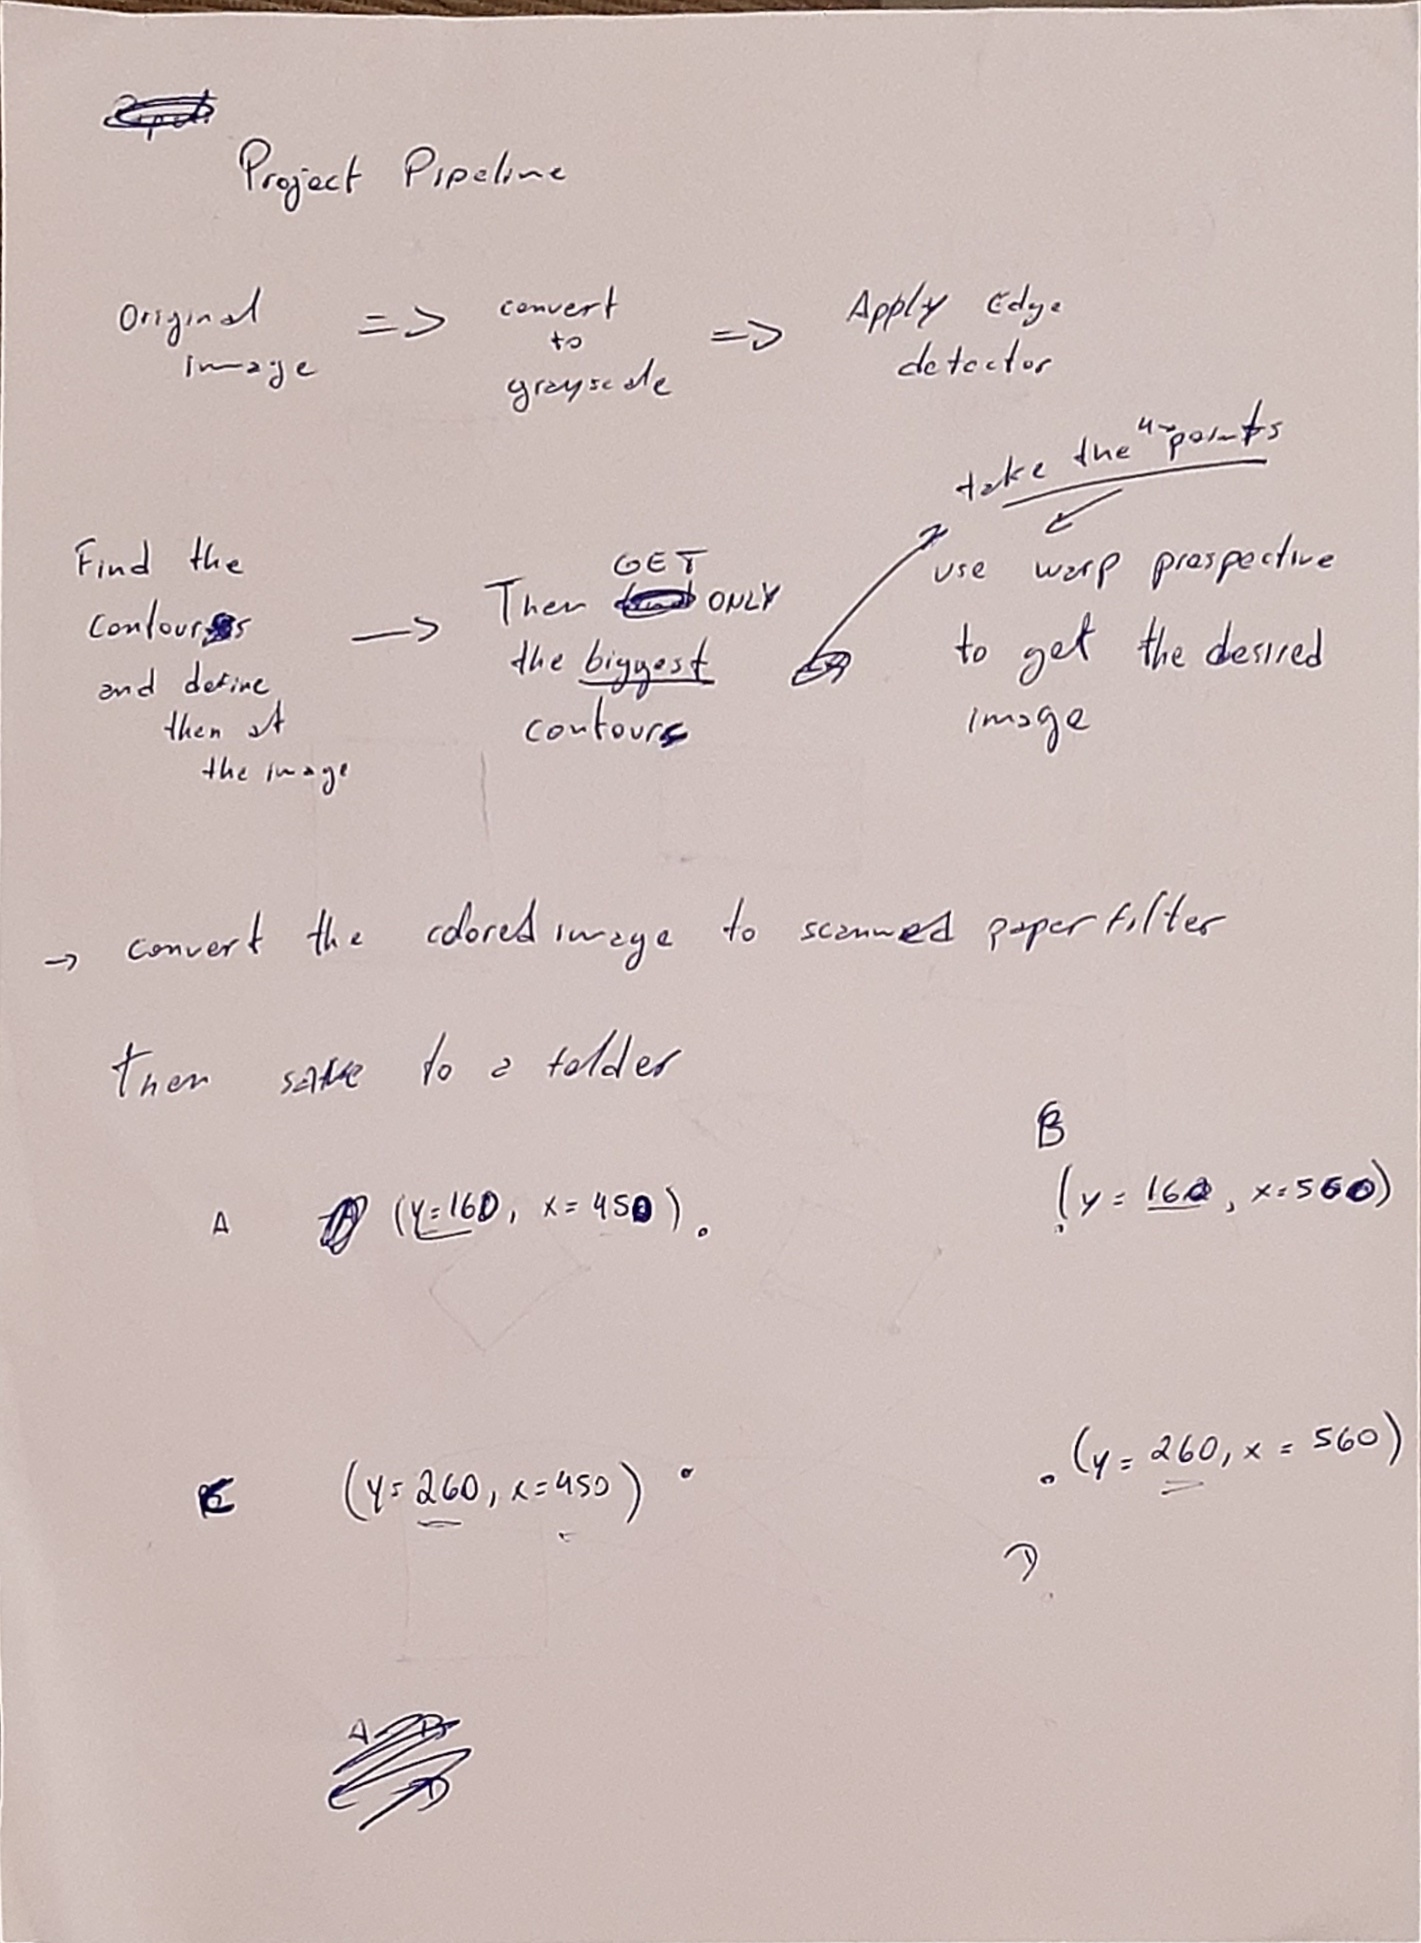 Project Pipeline
Original
image
=>
convert
to
grayscale
=>
Apply Edge
detector
Find the
contours
and define
then at
the image
→
GET
Then ONLY
the biggest
contours
take the 4 points
use warp prespective
to get the desired
image
→ convert the colored image to scanned paper filter
then save to a folder
A (y=160, x=450).
B
(y=160, x=560)
C (y=260, x=450)
(y=260, x=560)
D